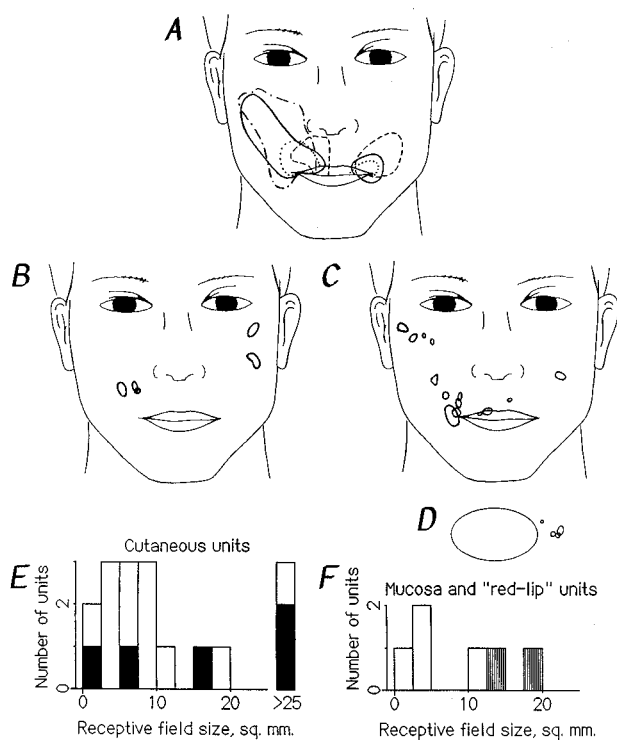 A
B
C
D
Cutaneous units
E
Number of units
2
0
0
10
20
>25
Receptive field size, sq. mm.
F
Mucosa and "red-lip" units
Number of units
2
0
0
10
20
Receptive field size, sq. mm.